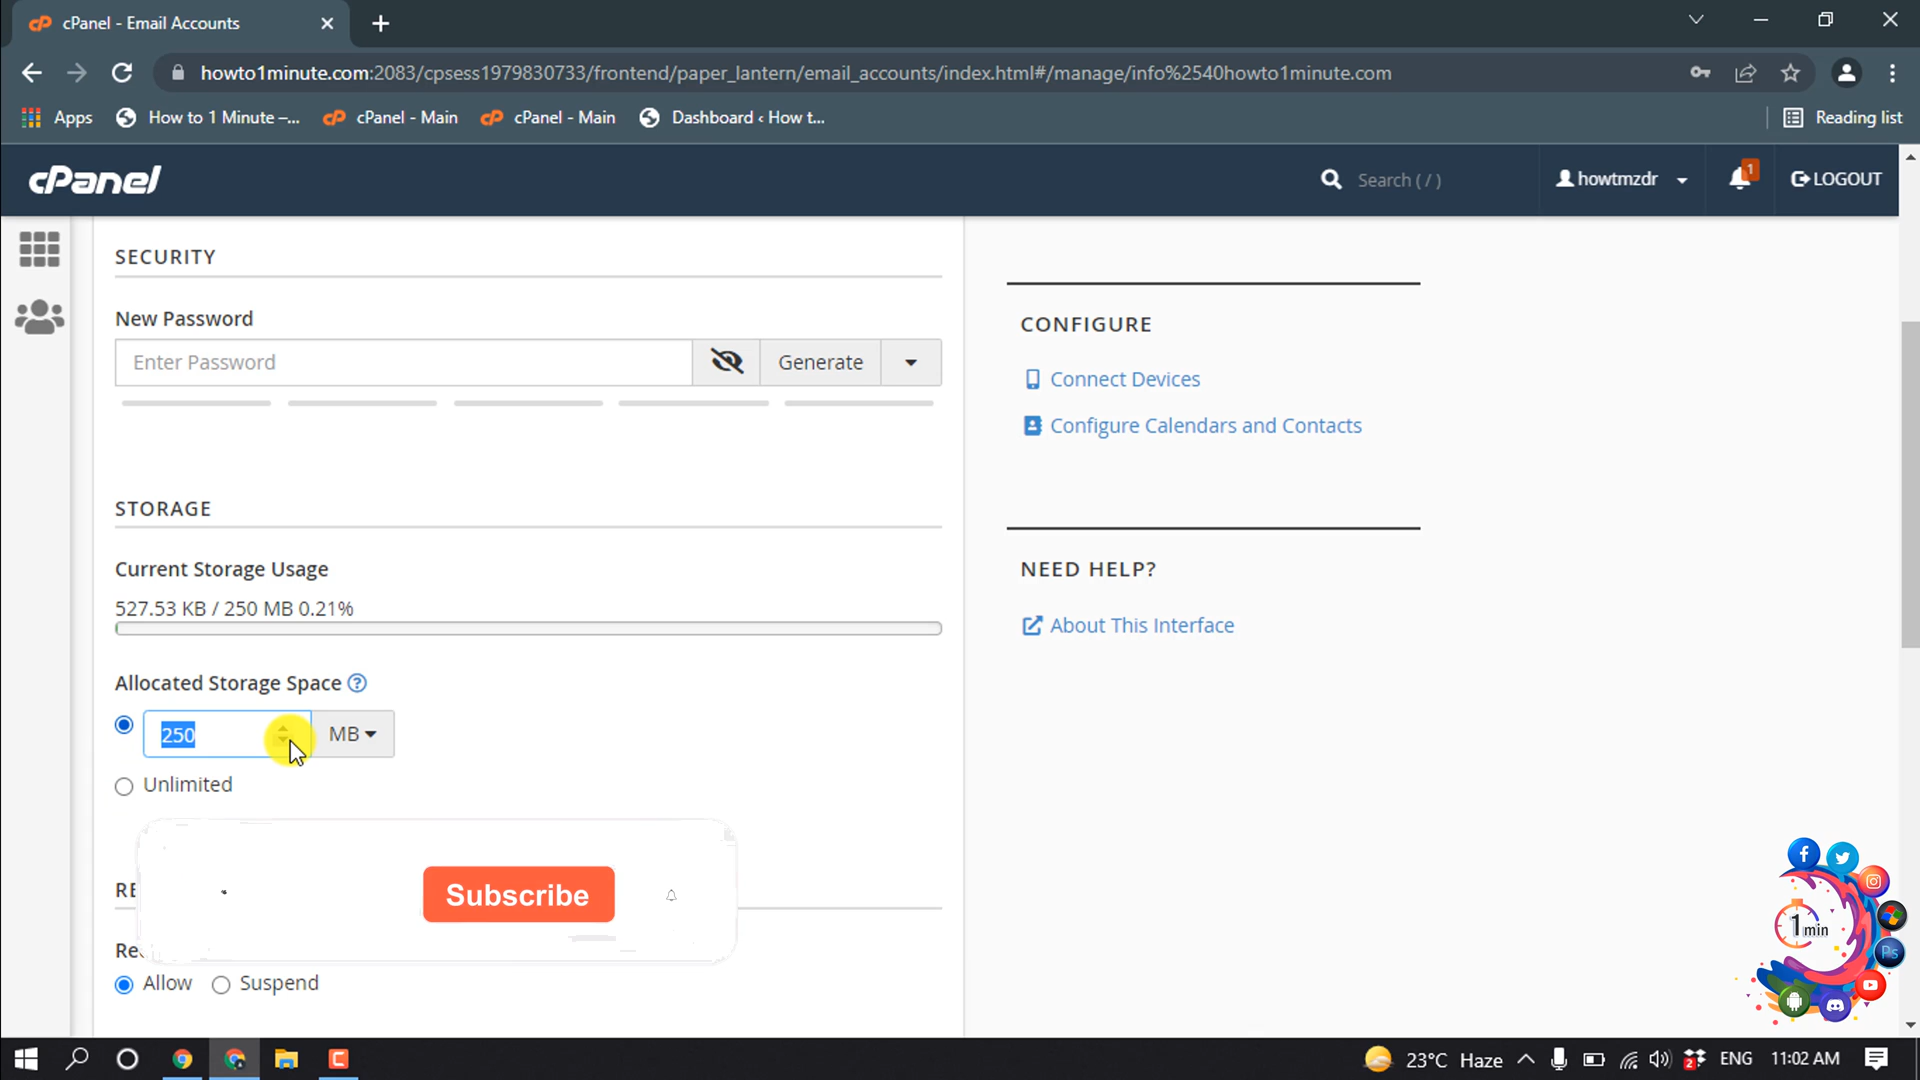 cPanel - Email Accounts
howto1minute.com:2083/cpsess1979830733/frontend/paper_lantern/email_accounts/index.html#/manage/info%2540howto1minute.com
Apps How to 1 Minute –... cPanel - Main cPanel - Main Dashboard ‹ How t... Reading list
cPanel Search ( / ) howtmzdr 1 LOGOUT
SECURITY
New Password
Enter Password Generate
STORAGE
Current Storage Usage
527.53 KB / 250 MB 0.21%
Allocated Storage Space ?
250 MB
Unlimited
RE
Re
Allow Suspend
CONFIGURE
Connect Devices
Configure Calendars and Contacts
NEED HELP?
About This Interface
Subscribe
1 min
Ps
23°C Haze 2 ENG 11:02 AM